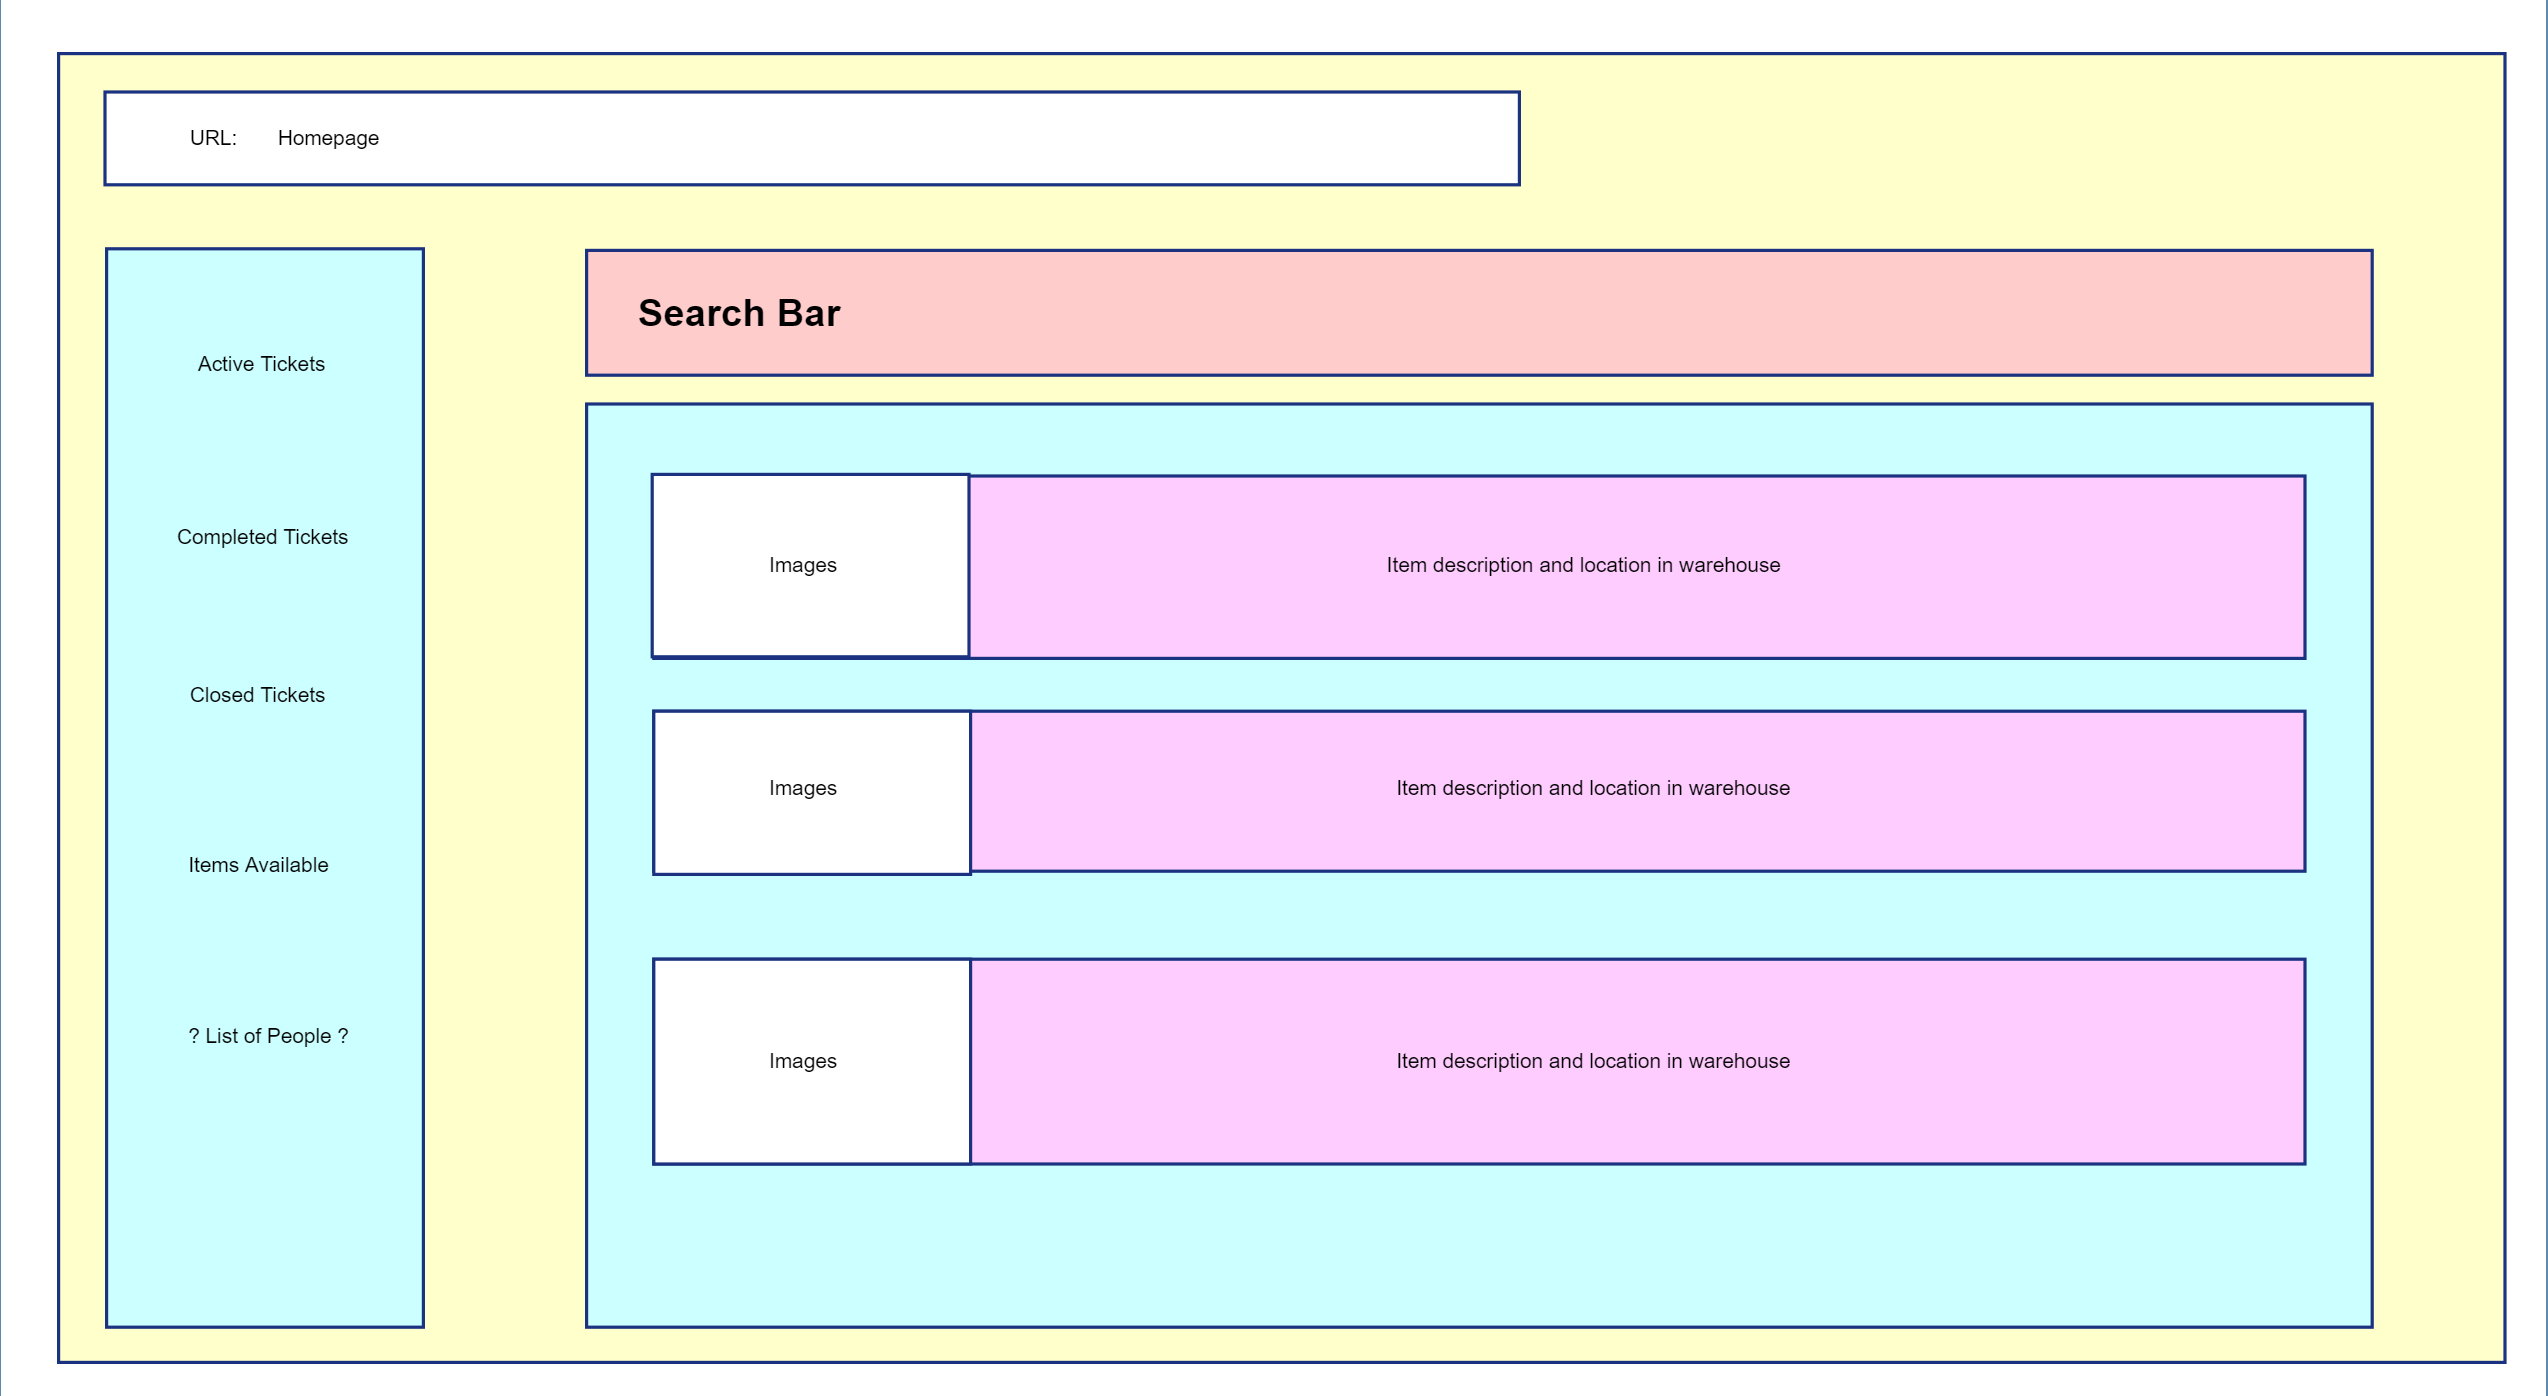 URL: Homepage
Search Bar
Active Tickets
Completed Tickets
Closed Tickets
Items Available
? List of People ?
Images
Item description and location in warehouse
Images
Item description and location in warehouse
Images
Item description and location in warehouse